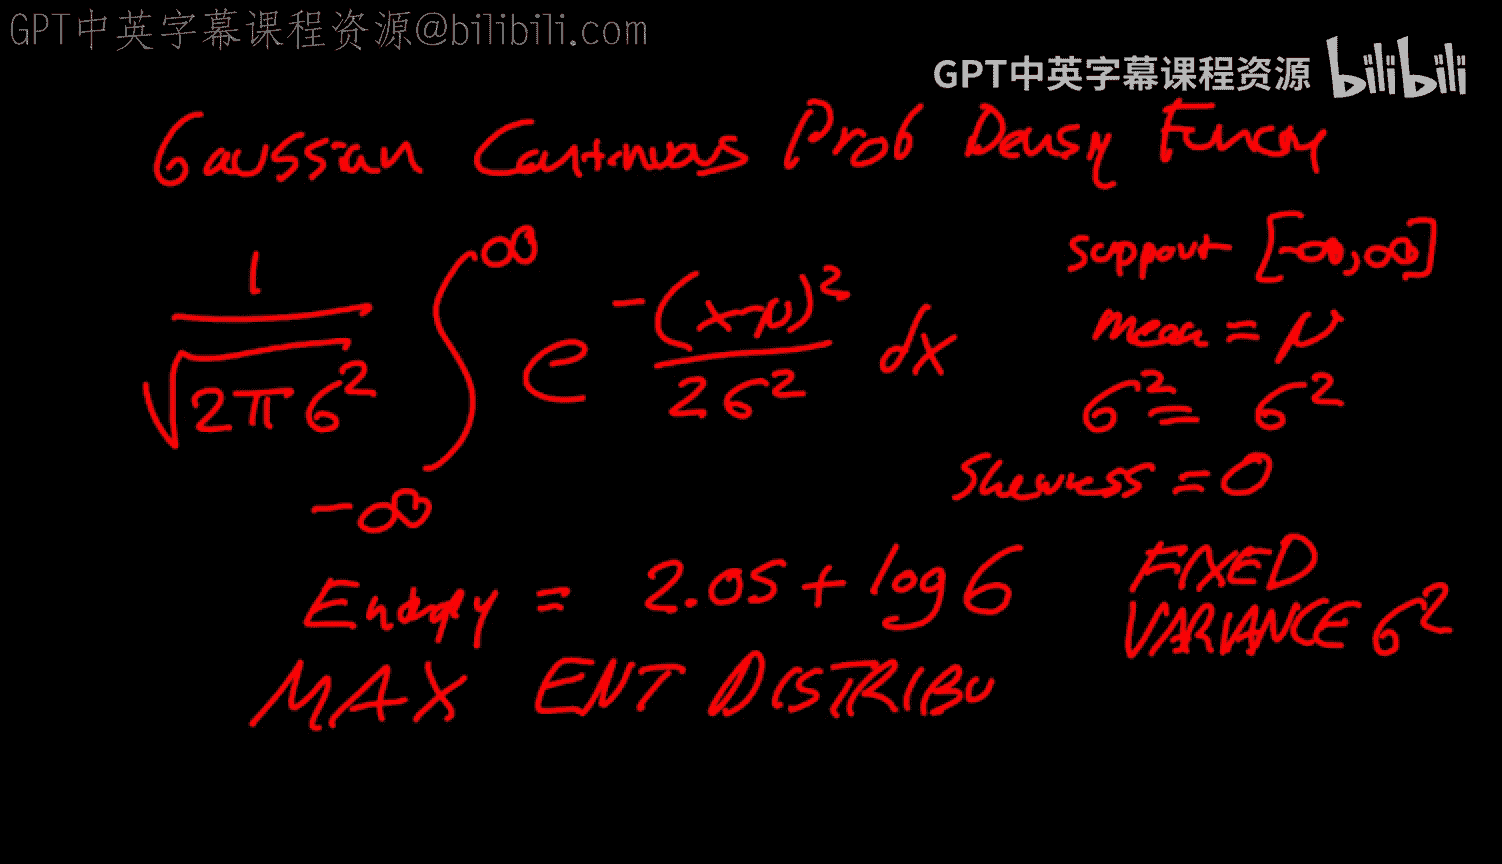 GPT中英字幕课程资源@bilibili.com
GPT中英字幕课程资源 bilibili
Gaussian Continuous Prob Density Function
1/√(2πσ²) ∫_{-∞}^{∞} e^{-(x-μ)²/2σ²} dx
support [-∞,∞]
mean = μ
σ² = σ²
Skewness = 0
Entropy = 2.05 + log σ
FIXED
VARIANCE σ²
MAX ENT DISTRIBU